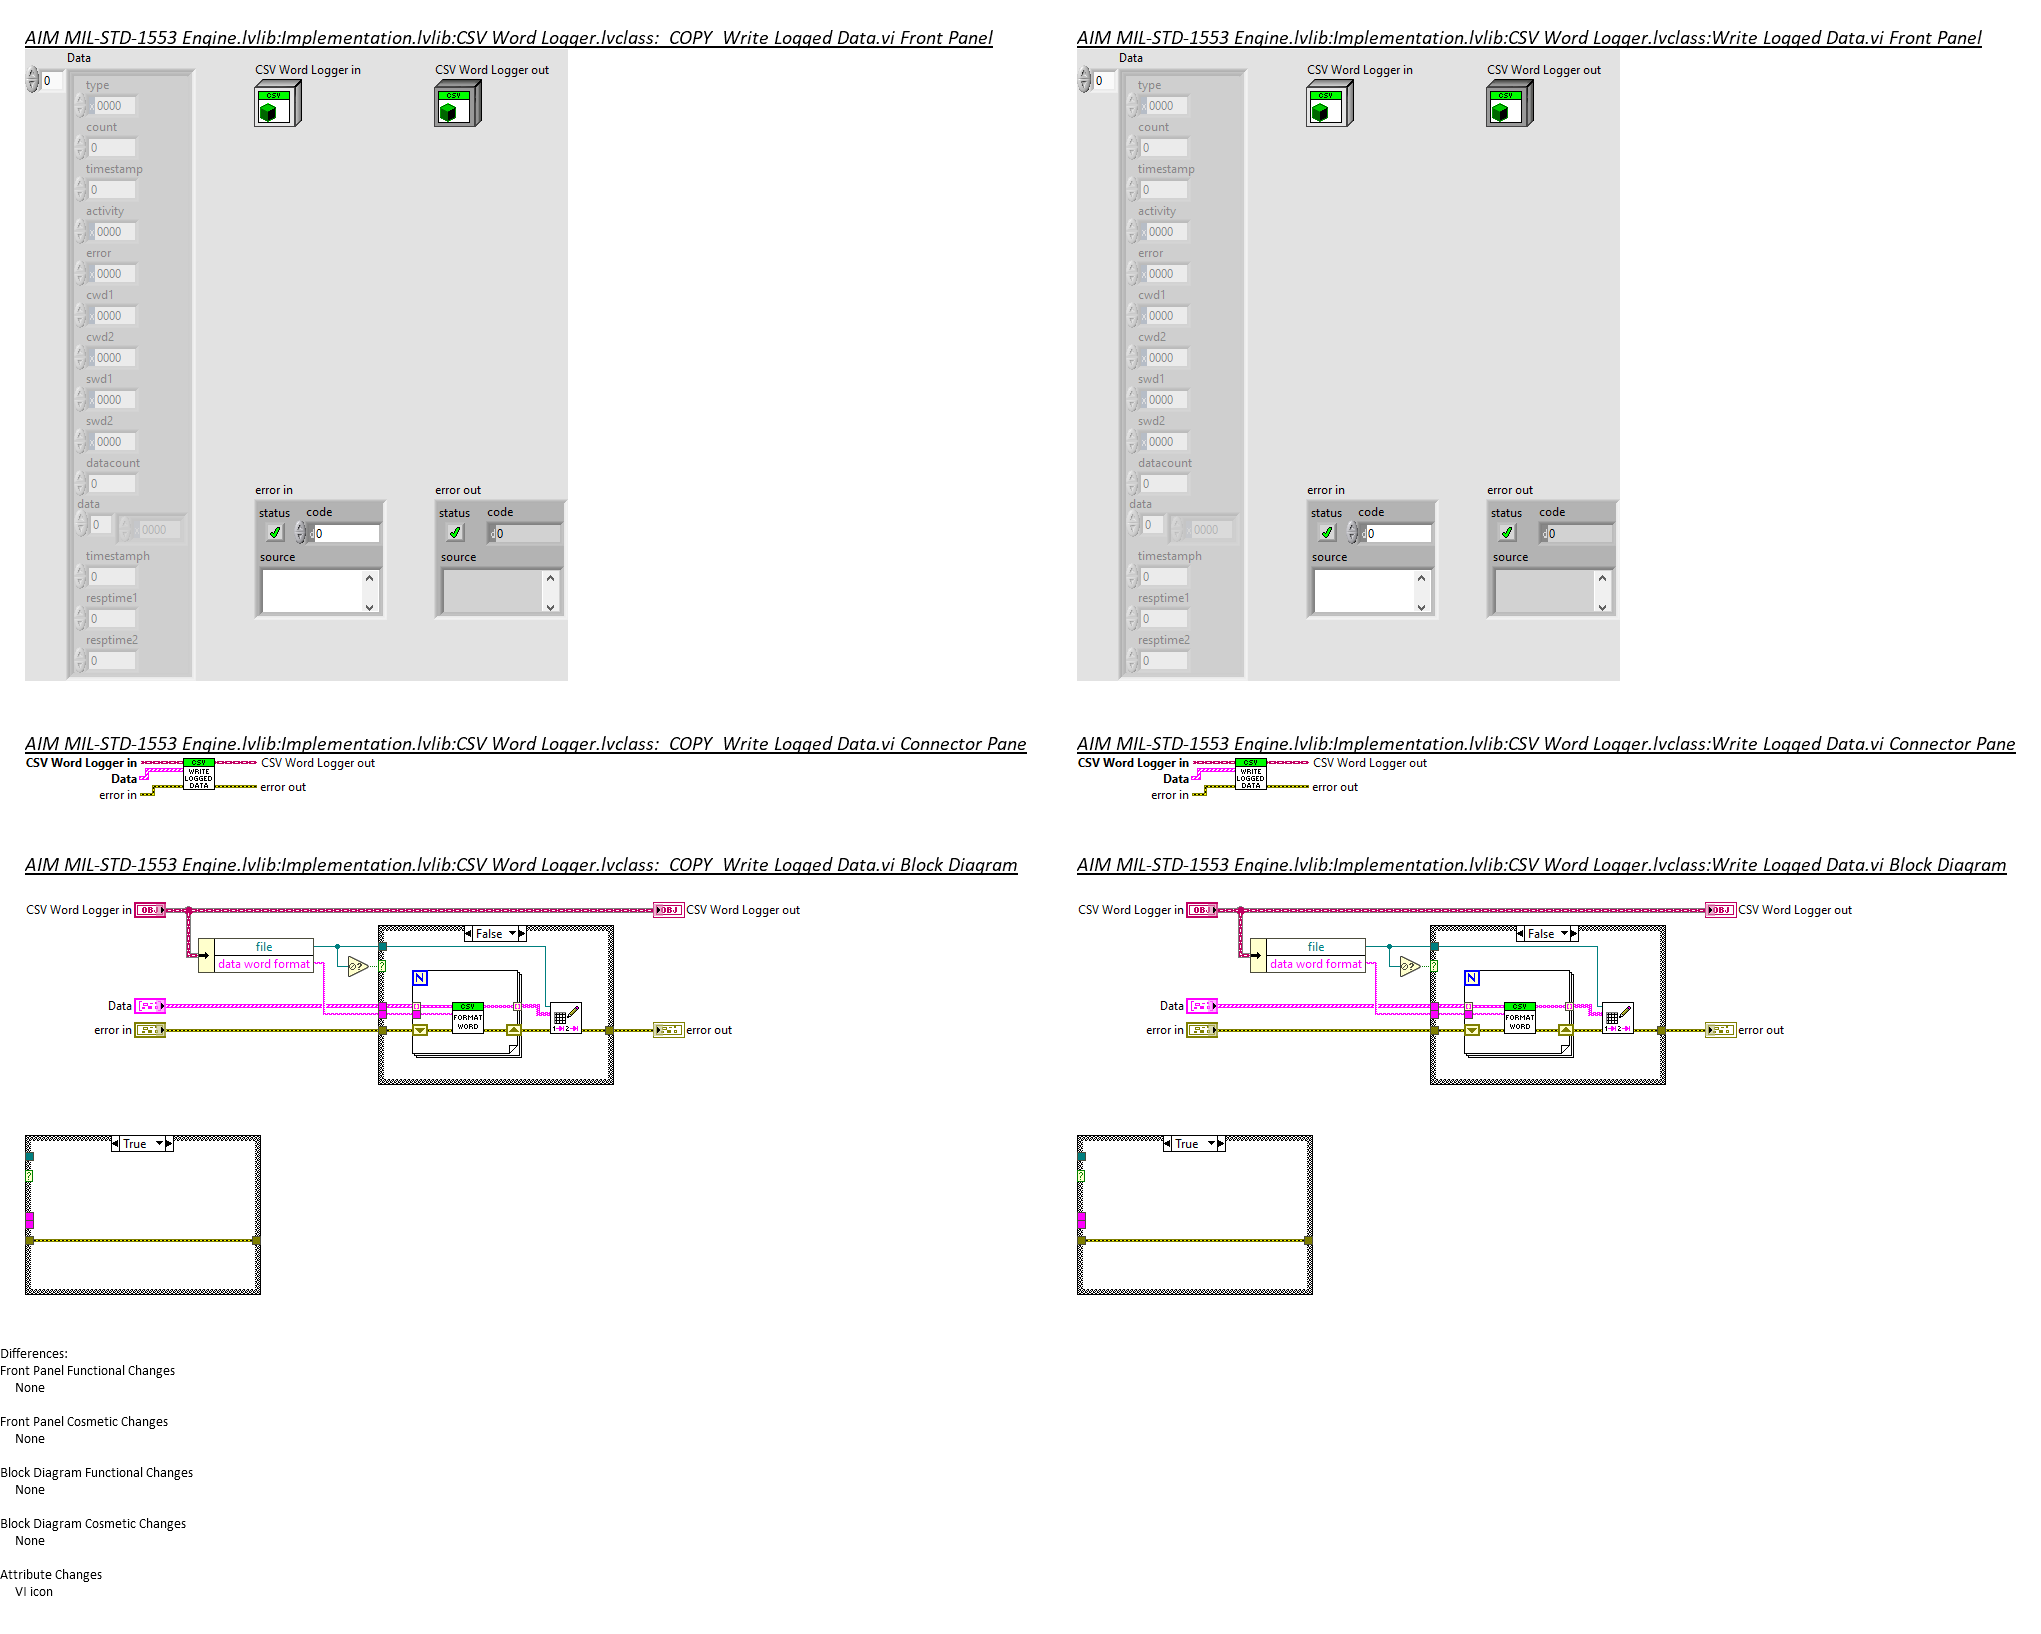 AIM MIL-STD-1553 Engine.lvlib:Implementation.lvlib:CSV Word Logger.lvclass:  COPY  Write Logged Data.vi Front Panel
Data
0
type
x 0000
count
0
timestamp
0
activity
x 0000
error
x 0000
cwd1
x 0000
cwd2
x 0000
swd1
x 0000
swd2
x 0000
datacount
0
data
0
x 0000
timestamph
0
resptime1
0
resptime2
0
CSV Word Logger in
CSV
CSV Word Logger out
CSV
error in
status code
d0
source
error out
status code
d0
source
AIM MIL-STD-1553 Engine.lvlib:Implementation.lvlib:CSV Word Logger.lvclass:Write Logged Data.vi Front Panel
Data
0
type
x 0000
count
0
timestamp
0
activity
x 0000
error
x 0000
cwd1
x 0000
cwd2
x 0000
swd1
x 0000
swd2
x 0000
datacount
0
data
0
x 0000
timestamph
0
resptime1
0
resptime2
0
CSV Word Logger in
CSV
CSV Word Logger out
CSV
error in
status code
d0
source
error out
status code
d0
source
AIM MIL-STD-1553 Engine.lvlib:Implementation.lvlib:CSV Word Logger.lvclass:  COPY  Write Logged Data.vi Connector Pane
CSV Word Logger in
Data
error in
CSV
WRITE
LOGGED
DATA
CSV Word Logger out
error out
AIM MIL-STD-1553 Engine.lvlib:Implementation.lvlib:CSV Word Logger.lvclass:Write Logged Data.vi Connector Pane
CSV Word Logger in
Data
error in
CSV
WRITE
LOGGED
DATA
CSV Word Logger out
error out
AIM MIL-STD-1553 Engine.lvlib:Implementation.lvlib:CSV Word Logger.lvclass:  COPY  Write Logged Data.vi Block Diagram
CSV Word Logger in
OBJ
OBJ
CSV Word Logger out
False
file
data word format
?
?
N
Data
CSV
FORMAT
WORD
1 2
error in
error out
True
?
AIM MIL-STD-1553 Engine.lvlib:Implementation.lvlib:CSV Word Logger.lvclass:Write Logged Data.vi Block Diagram
CSV Word Logger in
OBJ
OBJ
CSV Word Logger out
False
file
data word format
?
?
N
Data
CSV
FORMAT
WORD
1 2
error in
error out
True
?
Differences:
Front Panel Functional Changes
None
Front Panel Cosmetic Changes
None
Block Diagram Functional Changes
None
Block Diagram Cosmetic Changes
None
Attribute Changes
VI icon